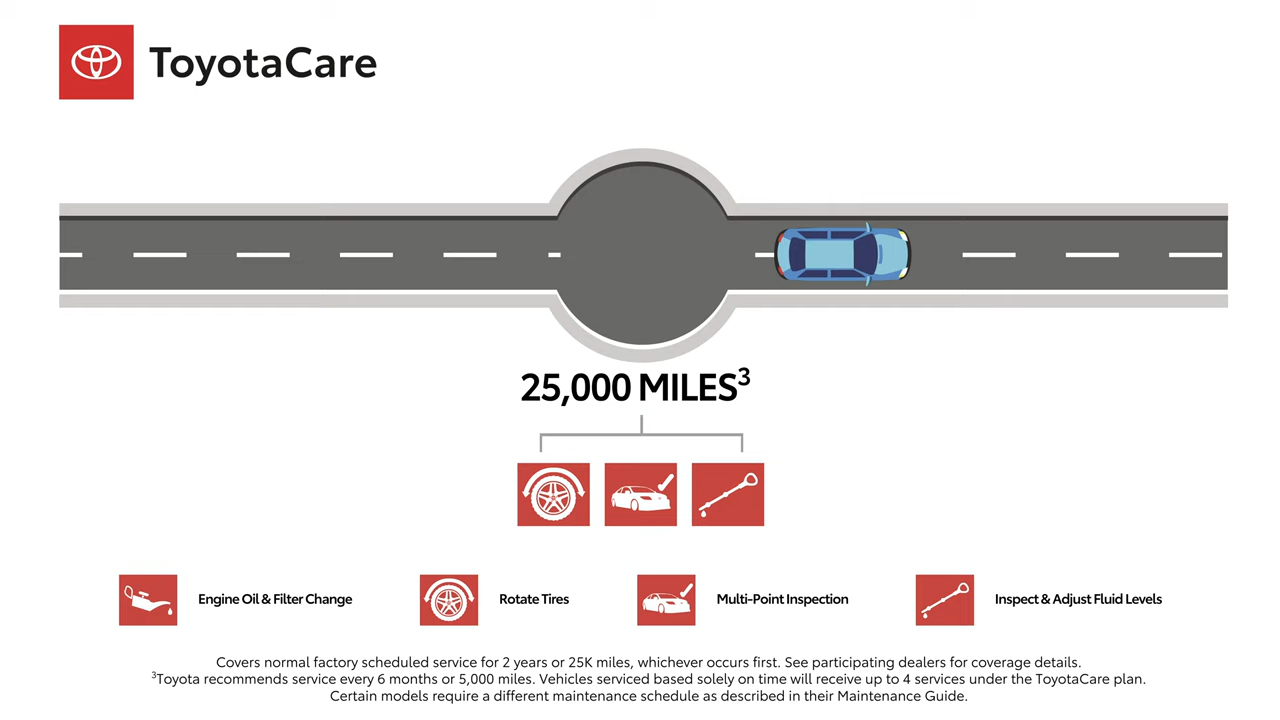 ToyotaCare
25,000 MILES³
Engine Oil & Filter Change
Rotate Tires
Multi-Point Inspection
Inspect & Adjust Fluid Levels
Covers normal factory scheduled service for 2 years or 25K miles, whichever occurs first. See participating dealers for coverage details.
³Toyota recommends service every 6 months or 5,000 miles. Vehicles serviced based solely on time will receive up to 4 services under the ToyotaCare plan.
Certain models require a different maintenance schedule as described in their Maintenance Guide.